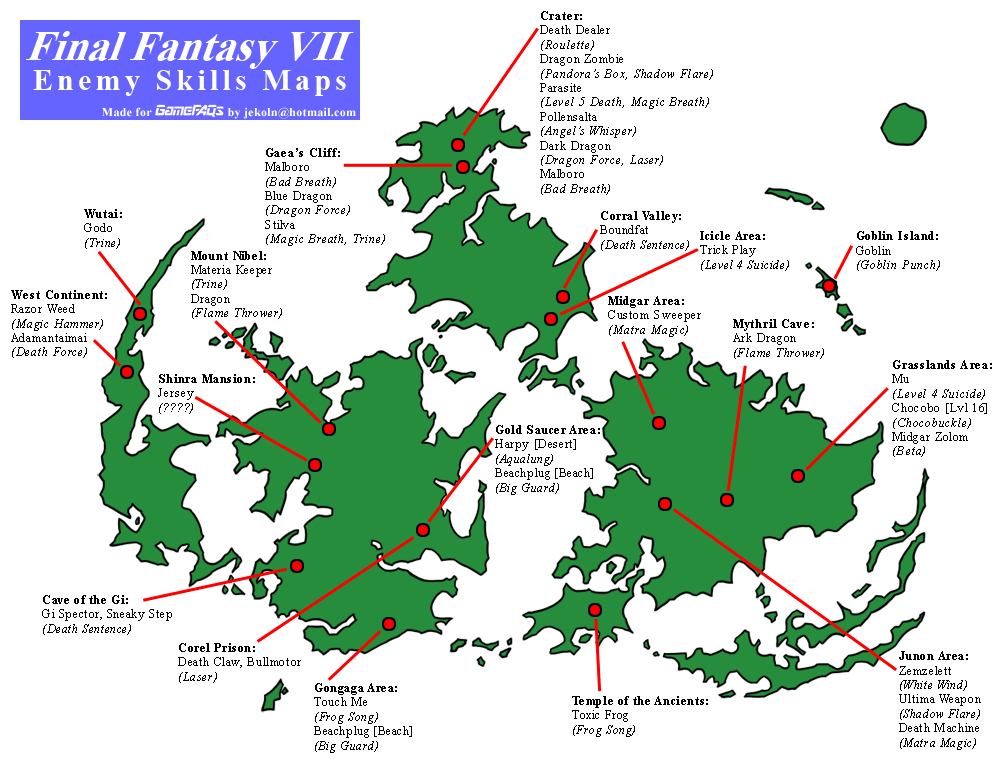 Final Fantasy VII
Enemy Skills Maps
Made for GameFAQs by jekoln@hotmail.com
Crater:
Death Dealer
(Roulette)
Dragon Zombie
(Pandora's Box, Shadow Flare)
Parasite
(Level 5 Death, Magic Breath)
Pollensalta
(Angel's Whisper)
Dark Dragon
(Dragon Force, Laser)
Malboro
(Bad Breath)
Gaea's Cliff:
Malboro
(Bad Breath)
Blue Dragon
(Dragon Force)
Stilva
(Magic Breath, Trine)
Wutai:
Godo
(Trine)
Mount Nibel:
Materia Keeper
(Trine)
Dragon
(Flame Thrower)
Corral Valley:
Boundfat
(Death Sentence)
Icicle Area:
Trick Play
(Level 4 Suicide)
Goblin Island:
Goblin
(Goblin Punch)
West Continent:
Razor Weed
(Magic Hammer)
Adamantaimai
(Death Force)
Midgar Area:
Custom Sweeper
(Matra Magic)
Mythril Cave:
Ark Dragon
(Flame Thrower)
Grasslands Area:
Mu
(Level 4 Suicide)
Chocobo [Lvl 16]
(Chocobuckle)
Midgar Zolom
(Beta)
Shinra Mansion:
Jersey
(????)
Gold Saucer Area:
Harpy [Desert]
(Aqualung)
Beachplug [Beach]
(Big Guard)
Cave of the Gi:
Gi Spector, Sneaky Step
(Death Sentence)
Corel Prison:
Death Claw, Bullmotor
(Laser)
Gongaga Area:
Touch Me
(Frog Song)
Beachplug [Beach]
(Big Guard)
Temple of the Ancients:
Toxic Frog
(Frog Song)
Junon Area:
Zemzelett
(White Wind)
Ultima Weapon
(Shadow Flare)
Death Machine
(Matra Magic)